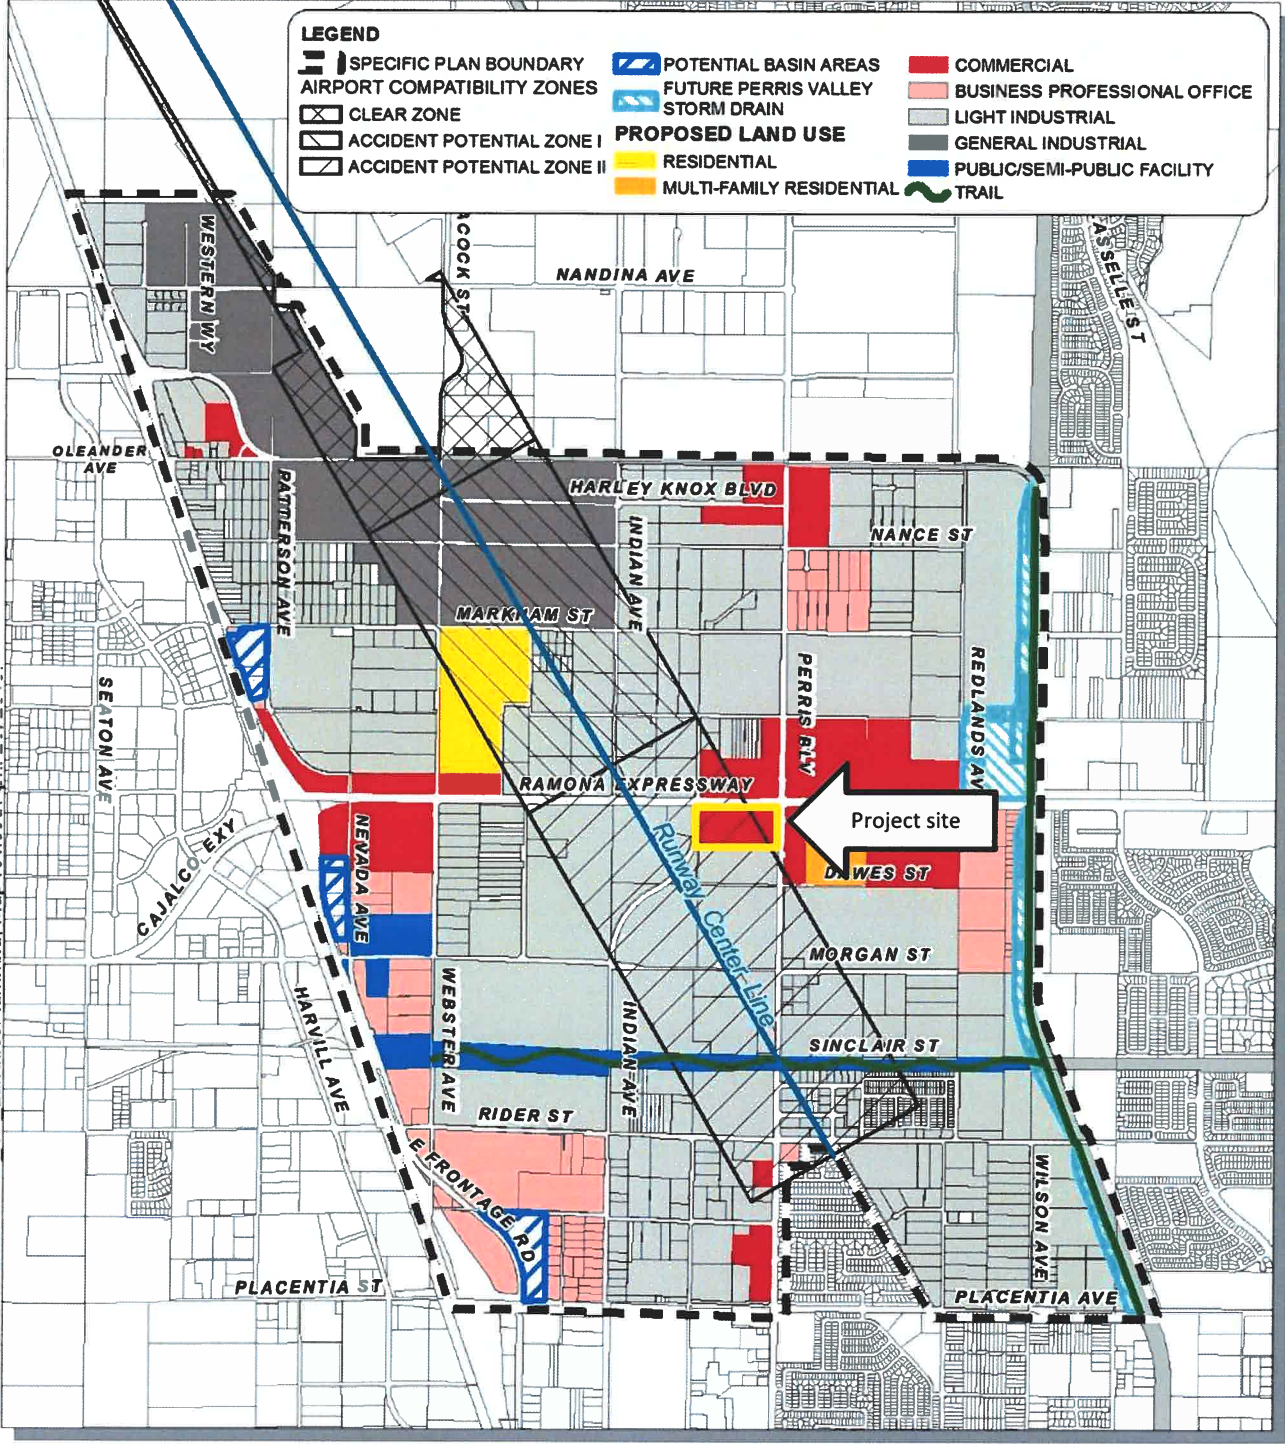 LEGEND
SPECIFIC PLAN BOUNDARY
AIRPORT COMPATIBILITY ZONES
CLEAR ZONE
ACCIDENT POTENTIAL ZONE I
ACCIDENT POTENTIAL ZONE II
POTENTIAL BASIN AREAS
FUTURE PERRIS VALLEY
STORM DRAIN
PROPOSED LAND USE
RESIDENTIAL
MULTI-FAMILY RESIDENTIAL
COMMERCIAL
BUSINESS PROFESSIONAL OFFICE
LIGHT INDUSTRIAL
GENERAL INDUSTRIAL
PUBLIC/SEMI-PUBLIC FACILITY
TRAIL
WESTERN WY
ACOCK ST
NANDINA AVE
ASSELLE ST
OLEANDER
AVE
PATTERSON AVE
HARLEY KNOX BLVD
INDIAN AVE
NANCE ST
MARKHAM ST
SEATON AVE
PERRIS BLV
REDLANDS AV
RAMONA EXPRESSWAY
Project site
CAJALCO EXY
NEVADA AVE
Runway Center-Line
DAWES ST
MORGAN ST
HARVILL AVE
WEBSTER AVE
INDIAN AVE
SINCLAIR ST
RIDER ST
E FRONTAGE RD
WILSON AVE
PLACENTIA ST
PLACENTIA AVE